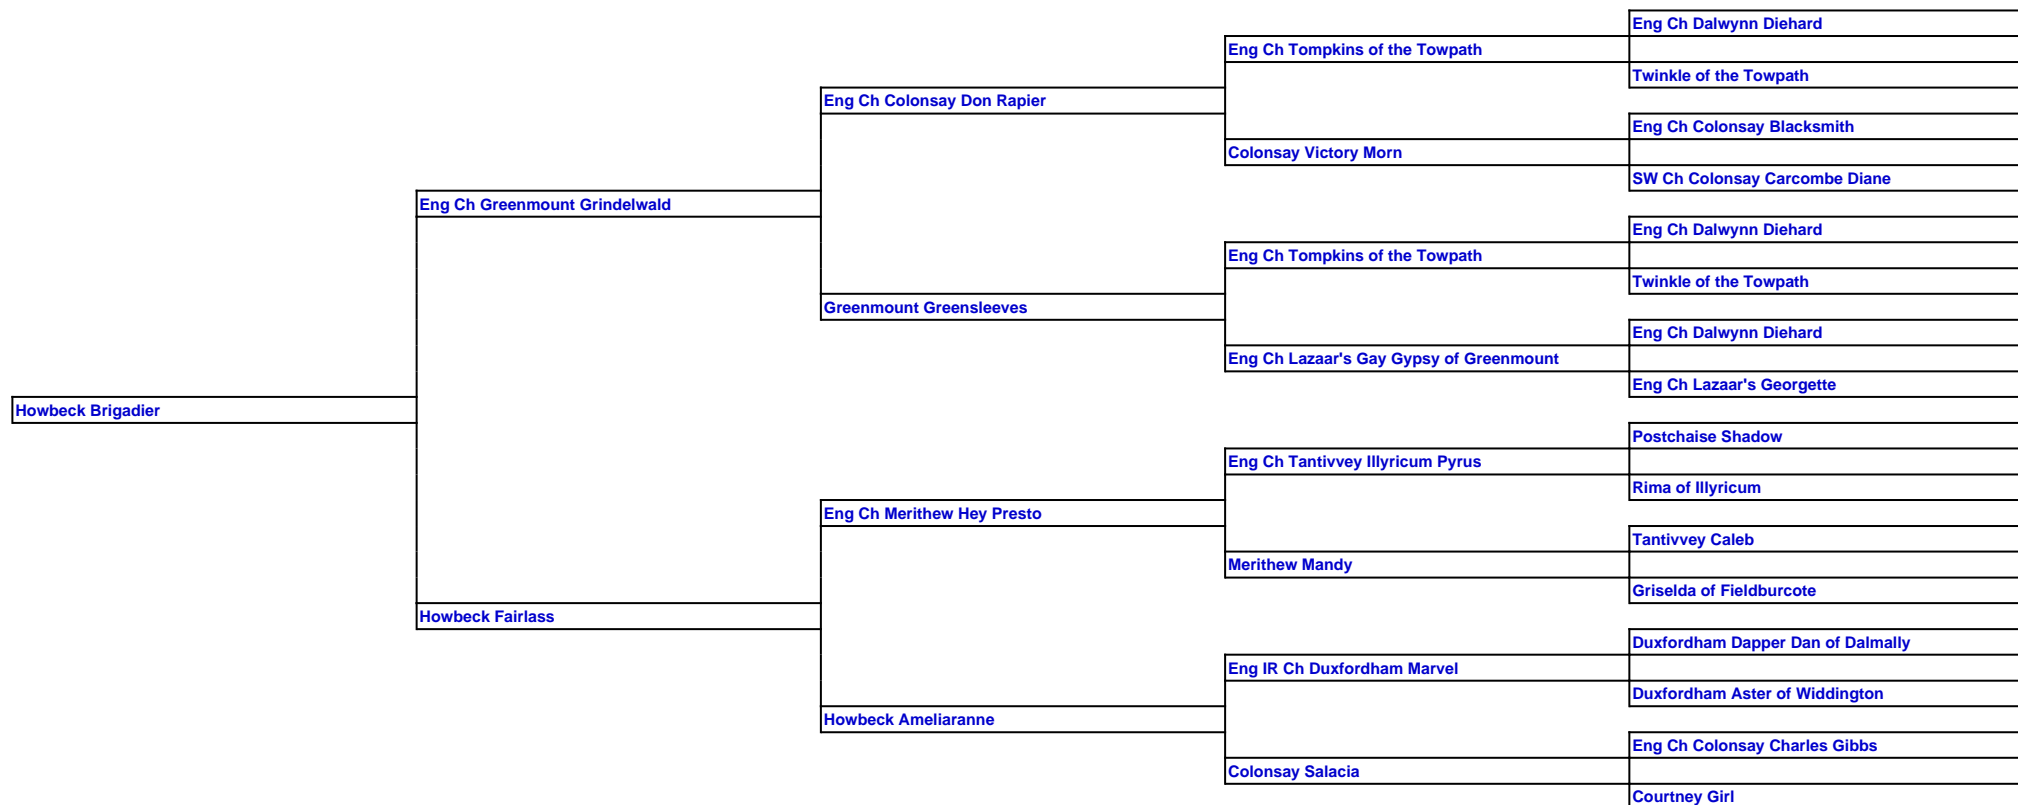 Eng Ch Dalwynn Diehard
Eng Ch Tompkins of the Towpath
Twinkle of the Towpath
Eng Ch Colonsay Don Rapier
Eng Ch Colonsay Blacksmith
Colonsay Victory Morn
SW Ch Colonsay Carcombe Diane
Eng Ch Greenmount Grindelwald
Eng Ch Dalwynn Diehard
Eng Ch Tompkins of the Towpath
Twinkle of the Towpath
Greenmount Greensleeves
Eng Ch Dalwynn Diehard
Eng Ch Lazaar's Gay Gypsy of Greenmount
Eng Ch Lazaar's Georgette
Howbeck Brigadier
Postchaise Shadow
Eng Ch Tantivvey Illyricum Pyrus
Rima of Illyricum
Eng Ch Merithew Hey Presto
Tantivvey Caleb
Merithew Mandy
Griselda of Fieldburcote
Howbeck Fairlass
Duxfordham Dapper Dan of Dalmally
Eng IR Ch Duxfordham Marvel
Duxfordham Aster of Widdington
Howbeck Ameliaranne
Eng Ch Colonsay Charles Gibbs
Colonsay Salacia
Courtney Girl